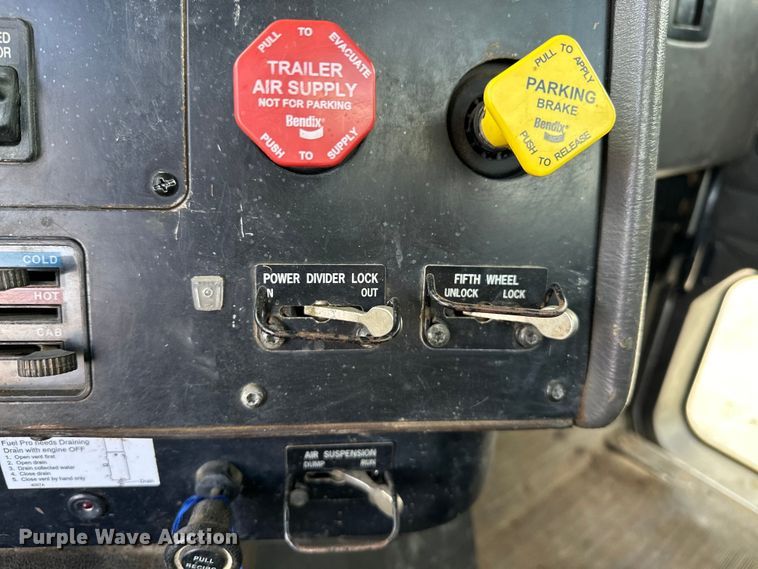 ED
OR
PULL TO EVACUATE
TRAILER
AIR SUPPLY
NOT FOR PARKING
Bendix®
PUSH TO SUPPLY
PULL TO APPLY
PARKING
BRAKE
Bendix®
PUSH TO RELEASE
COLD
HOT
CAB
POWER DIVIDER LOCK
IN OUT
FIFTH WHEEL
UNLOCK LOCK
Fuel Pro needs Draining
Drain with engine OFF
1. Open vent first
2. Open drain
3. Drain collected water
4. Close drain
5. Close vent by hand only
Drain
AIR SUSPENSION
DUMP RUN
PULL
Purple Wave Auction